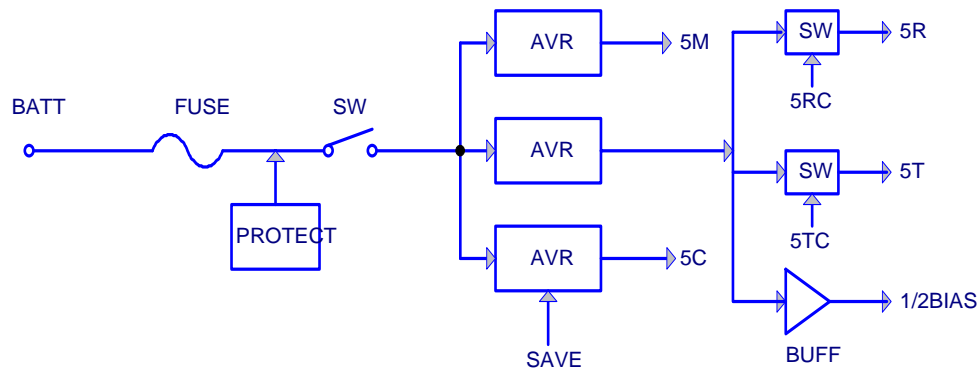 BATT
FUSE
PROTECT
SW
AVR
5M
AVR
AVR
5C
SAVE
SW
5R
5RC
SW
5T
5TC
1/2BIAS
BUFF